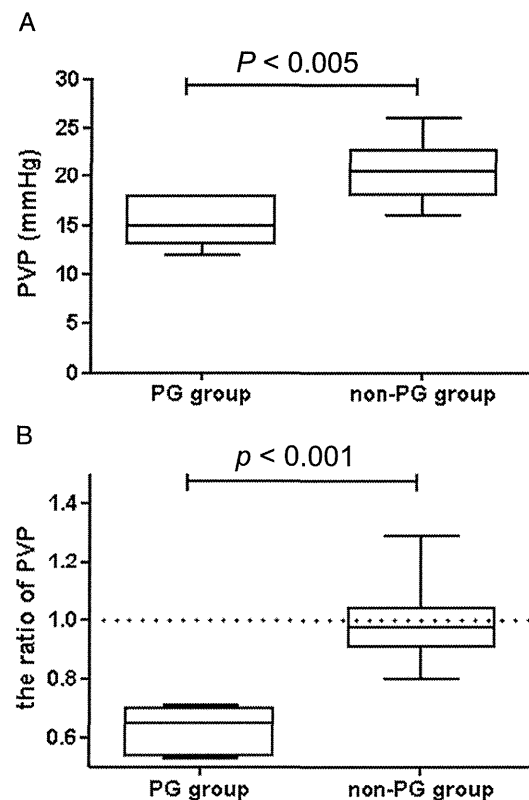 A
P < 0.005
30
25
20
15
10
5
0
PVP (mmHg)
PG group non-PG group
B
p < 0.001
1.4
1.2
1.0
0.8
0.6
the ratio of PVP
PG group non-PG group